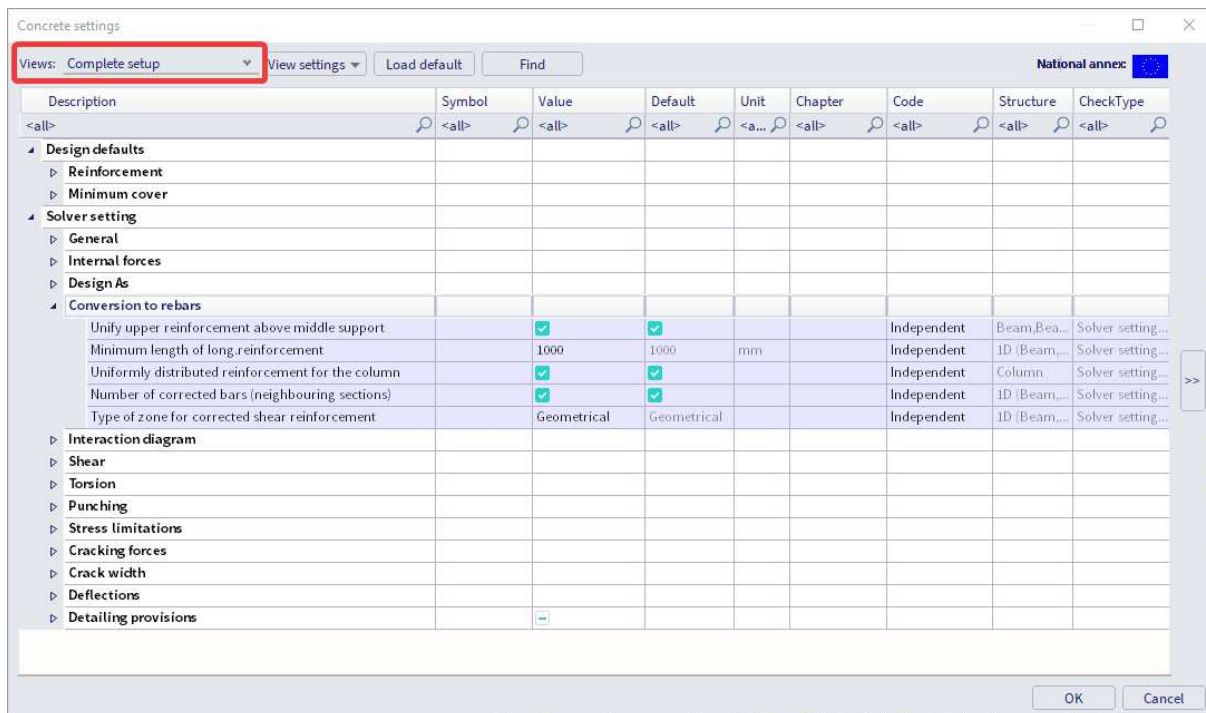 Concrete settings
Views: Complete setup View settings Load default Find National annex:
Description Symbol Value Default Unit Chapter Code Structure CheckType
<all> <all> <all> <all> <a... <all> <all> <all> <all>
Design defaults
Reinforcement
Minimum cover
Solver setting
General
Internal forces
Design As
Conversion to rebars
Unify upper reinforcement above middle support Independent Beam,Bea... Solver setting...
Minimum length of long.reinforcement 1000 1000 mm Independent 1D (Beam,... Solver setting...
Uniformly distributed reinforcement for the column Independent Column Solver setting...
Number of corrected bars (neighbouring sections) Independent 1D (Beam,... Solver setting...
Type of zone for corrected shear reinforcement Geometrical Geometrical Independent 1D (Beam,... Solver setting...
>>
Interaction diagram
Shear
Torsion
Punching
Stress limitations
Cracking forces
Crack width
Deflections
Detailing provisions
OK Cancel